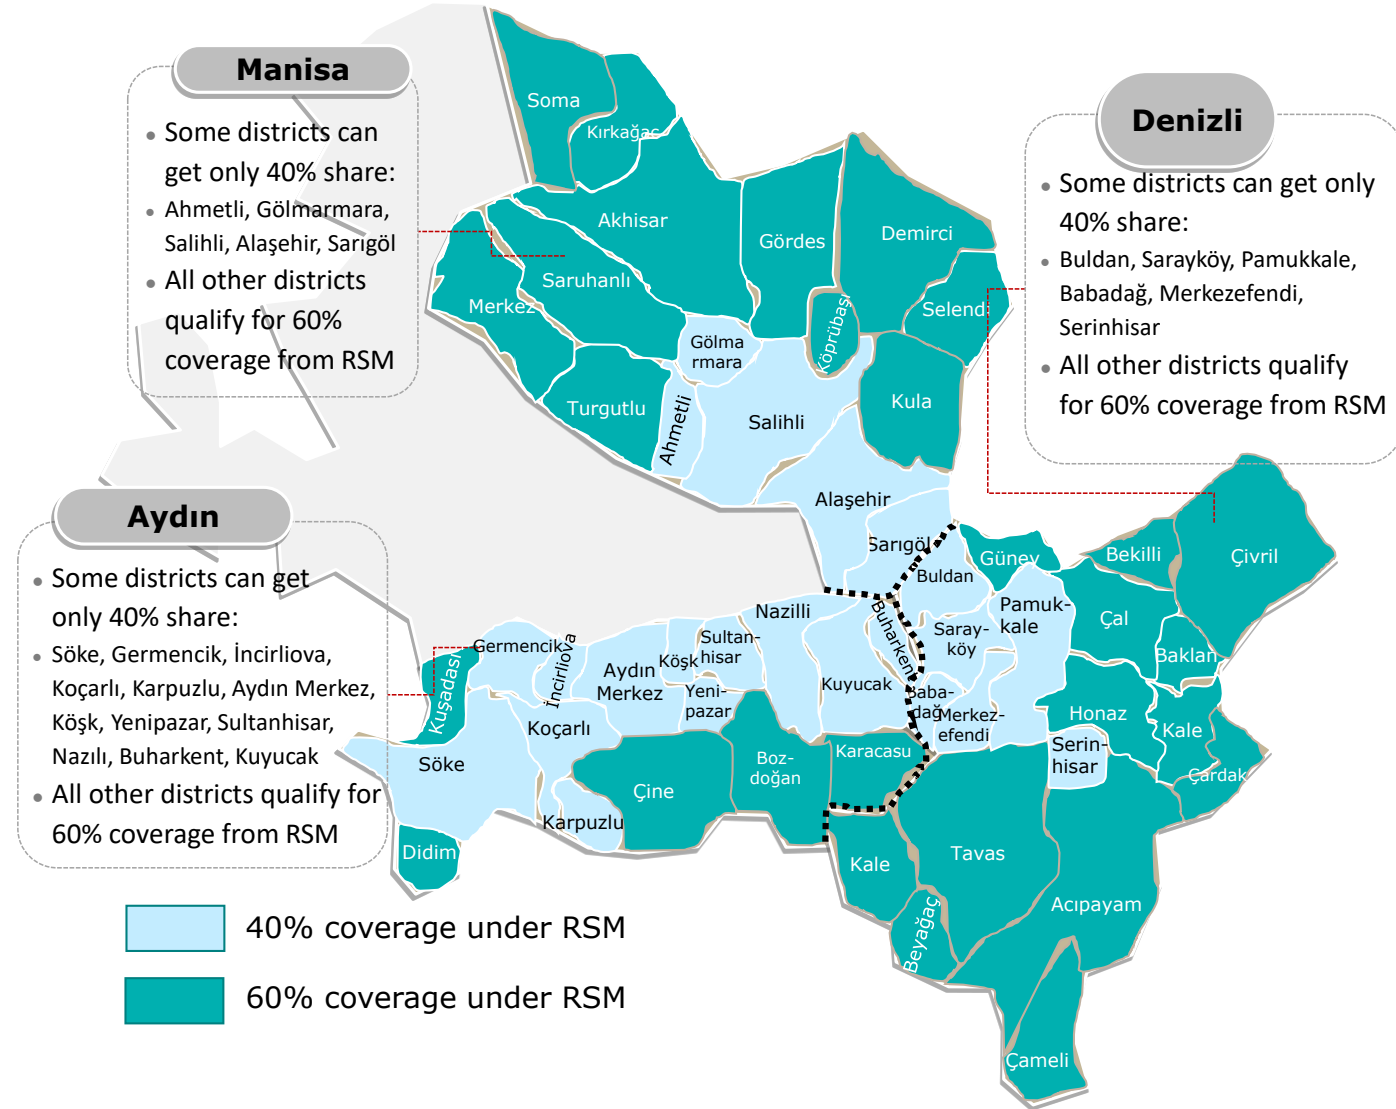 Manisa
• Some districts can
get only 40% share:
• Ahmetli, Gölmarmara,
Salihli, Alaşehir, Sarıgöl
• All other districts
qualify for 60%
coverage from RSM
Denizli
• Some districts can get only
40% share:
• Buldan, Sarayköy, Pamukkale,
Babadağ, Merkezefendi,
Serinhisar
• All other districts qualify
for 60% coverage from RSM
Aydın
• Some districts can get
only 40% share:
• Söke, Germencik, İncirliova,
Koçarlı, Karpuzlu, Aydın Merkez,
Köşk, Yenipazar, Sultanhisar,
Nazılı, Buharkent, Kuyucak
• All other districts qualify for
60% coverage from RSM
Soma
Kırkağaç
Akhisar
Gördes
Demirci
Saruhanlı
Merkez
Selend
Köprübaşı
Gölma
rmara
Turgutlu
Ahmetli
Salihli
Kula
Alaşehir
Sarıgöl
Buldan
Güney
Bekilli
Çivril
Pamuk-
kale
Çal
Saray-
köy
Baklan
Buharkent
Nazilli
Sultan-
hisar
Köşk
Yeni-
pazar
Aydın
Merkez
İncirliova
Germencik
Kuşadası
Kuyucak
Baba-
dağ
Merkez-
efendi
Honaz
Kale
Serin-
hisar
Çardak
Koçarlı
Söke
Karacasu
Boz-
doğan
Çine
Karpuzlu
Didim
Kale
Tavas
Acıpayam
Beyağaç
Çameli
40% coverage under RSM
60% coverage under RSM